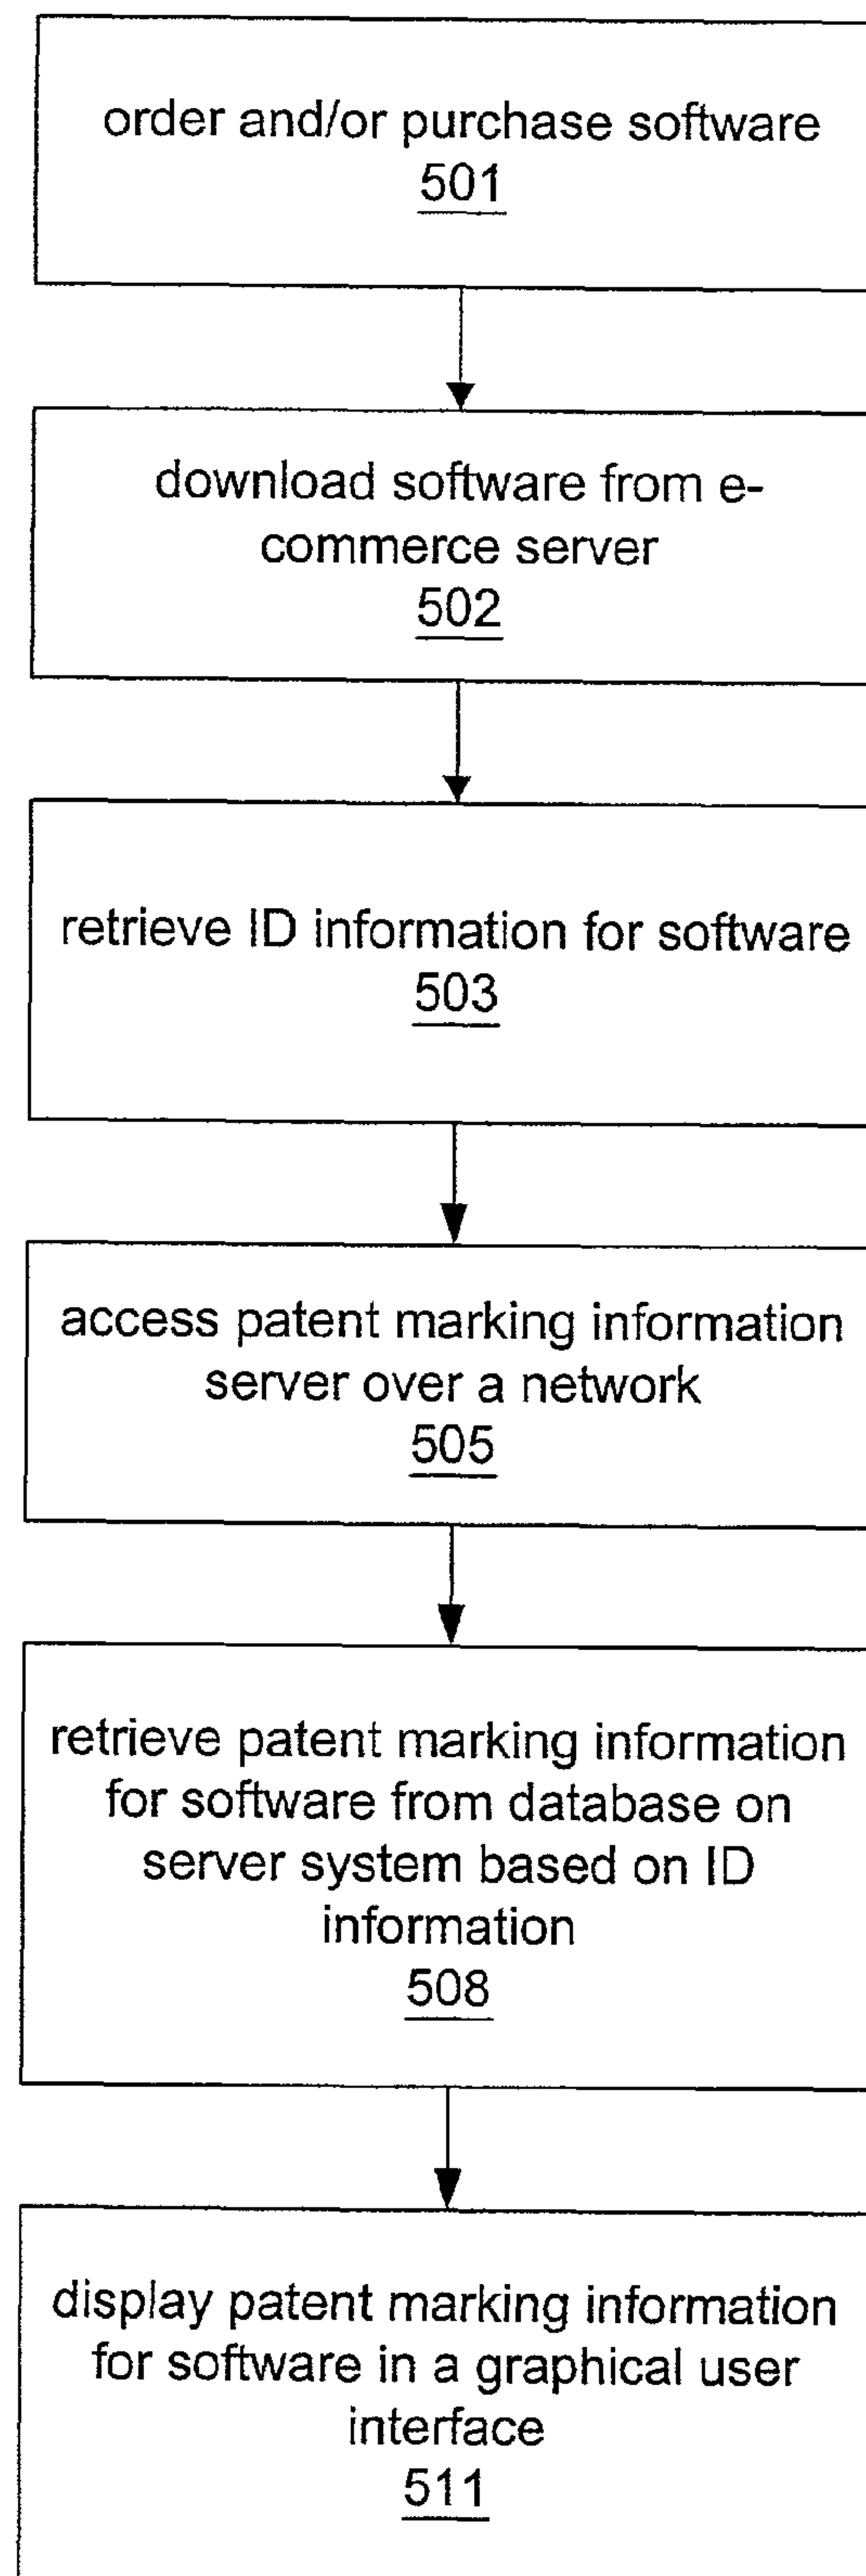 order and/or purchase software
501
download software from e-
commerce server
502
retrieve ID information for software
503
access patent marking information
server over a network
505
retrieve patent marking information
for software from database on
server system based on ID
information
508
display patent marking information
for software in a graphical user
interface
511